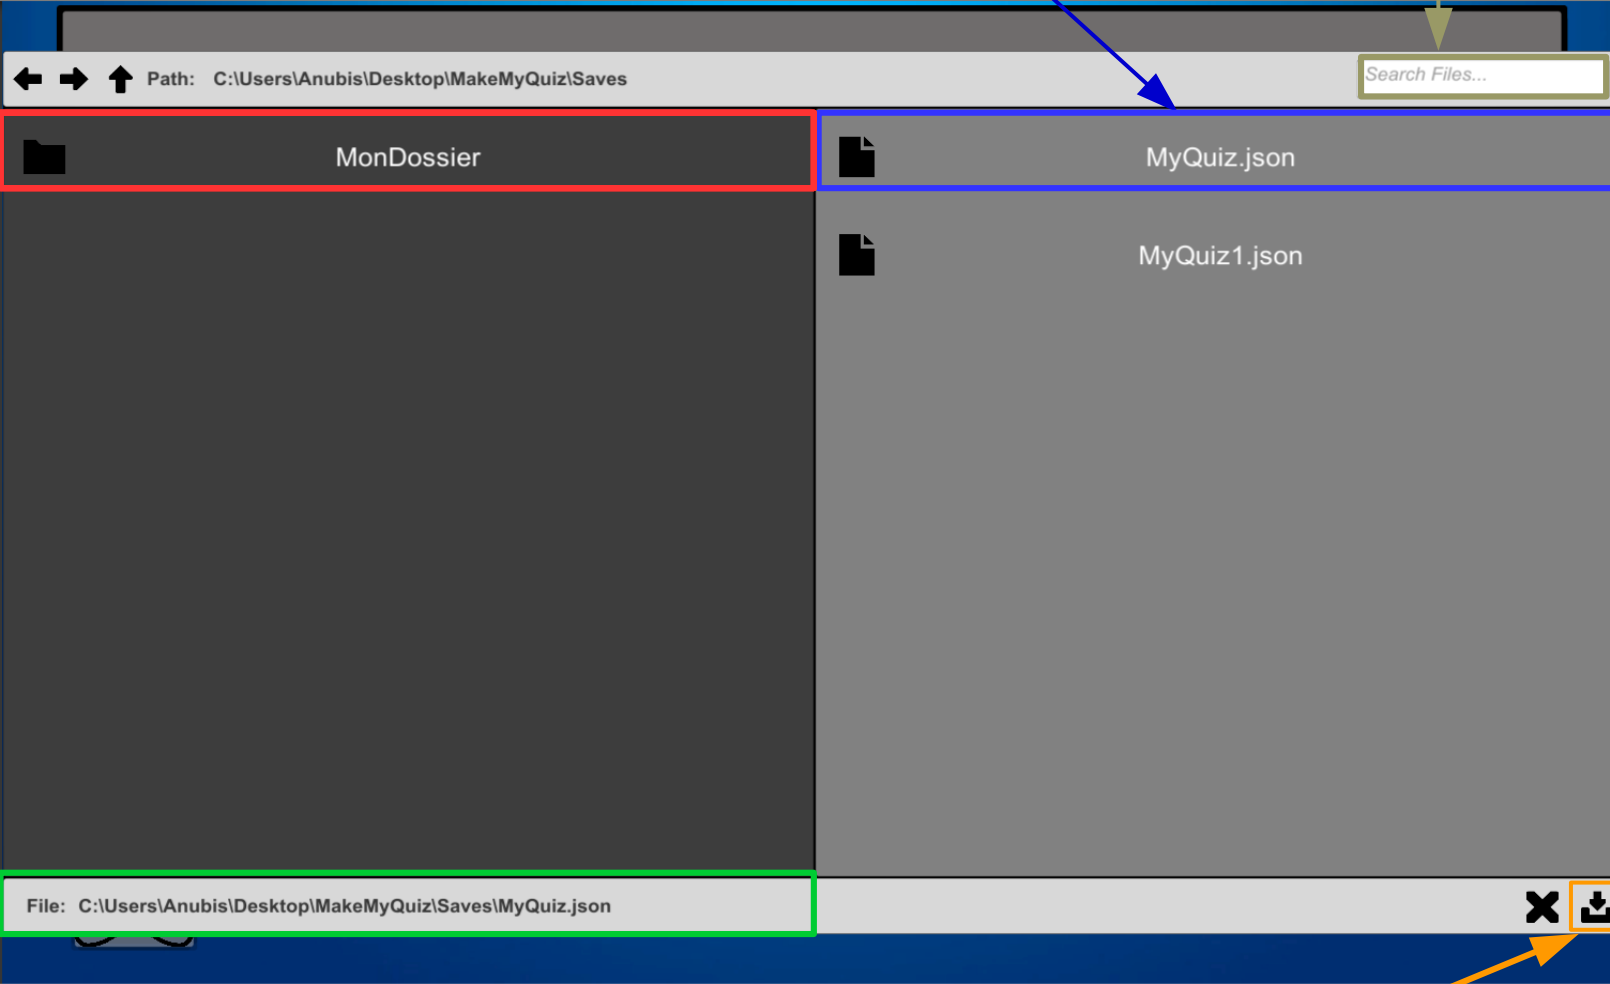 Path: C:\Users\Anubis\Desktop\MakeMyQuiz\Saves
Search Files...
MonDossier
MyQuiz.json
MyQuiz1.json
File: C:\Users\Anubis\Desktop\MakeMyQuiz\Saves\MyQuiz.json